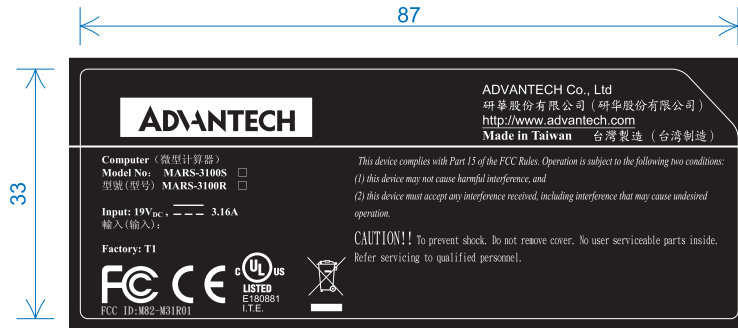 87
33
ADVANTECH
ADVANTECH Co., Ltd
研華股份有限公司（研华股份有限公司）
http://www.advantech.com
Made in Taiwan 台灣製造（台湾制造）
Computer（微型计算器）
Model No： MARS-3100S
型號(型号) MARS-3100R
Input: 19VDC , 3.16A
輸入(输入)：
Factory: T1
FC CE
C UL US
LISTED
E180881
I.T.E.
FCC ID:M82-M31R01
This device complies with Part 15 of the FCC Rules. Operation is subject to the following two conditions:
(1) this device may not cause harmful interference, and
(2) this device must accept any interference received, including interference that may cause undesired
operation.
CAUTION!! To prevent shock. Do not remove cover. No user serviceable parts inside.
Refer servicing to qualified personnel.